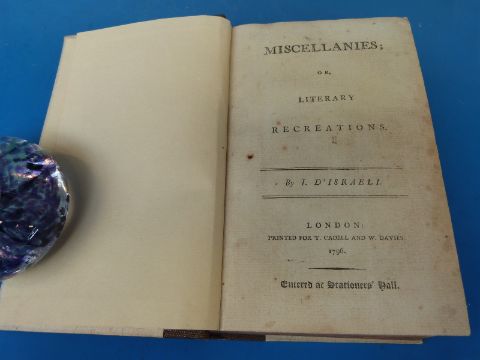 MISCELLANIES;
OR,
LITERARY
RECREATIONS.
By I. D'ISRAELI.
LONDON:
PRINTED FOR T. CADELL AND W. DAVIES
1796.
Entered at Stationers' Hall.